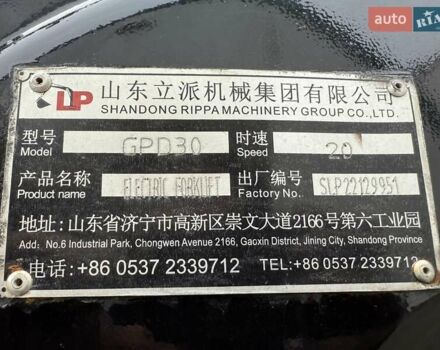 auto RIA
LP 山东立派机械集团有限公司
SHANDONG RIPPA MACHINERY GROUP CO.,LTD.
型号 GPD30 时速 20
Model Speed
产品名称 ELECTRIC FORKLIFT 出厂编号 SLP22129951
Product name Factory No.
地址: 山东省济宁市高新区崇文大道2166号第六工业园
Add: No.6 Industrial Park, Chongwen Avenue 2166, Gaoxin District, Jining City, Shandong Province
电话: +86 0537 2339712 +86 0537 2339712